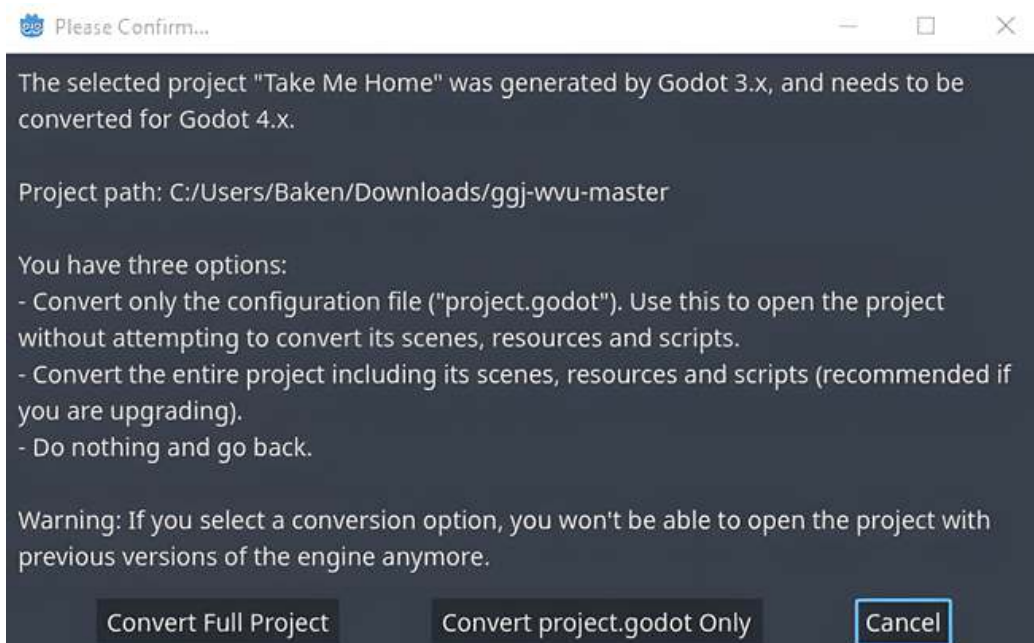 Please Confirm...
The selected project "Take Me Home" was generated by Godot 3.x, and needs to be
converted for Godot 4.x.
Project path: C:/Users/Baken/Downloads/ggj-wvu-master
You have three options:
- Convert only the configuration file ("project.godot"). Use this to open the project
without attempting to convert its scenes, resources and scripts.
- Convert the entire project including its scenes, resources and scripts (recommended if
you are upgrading).
- Do nothing and go back.
Warning: If you select a conversion option, you won't be able to open the project with
previous versions of the engine anymore.
Convert Full Project
Convert project.godot Only
Cancel